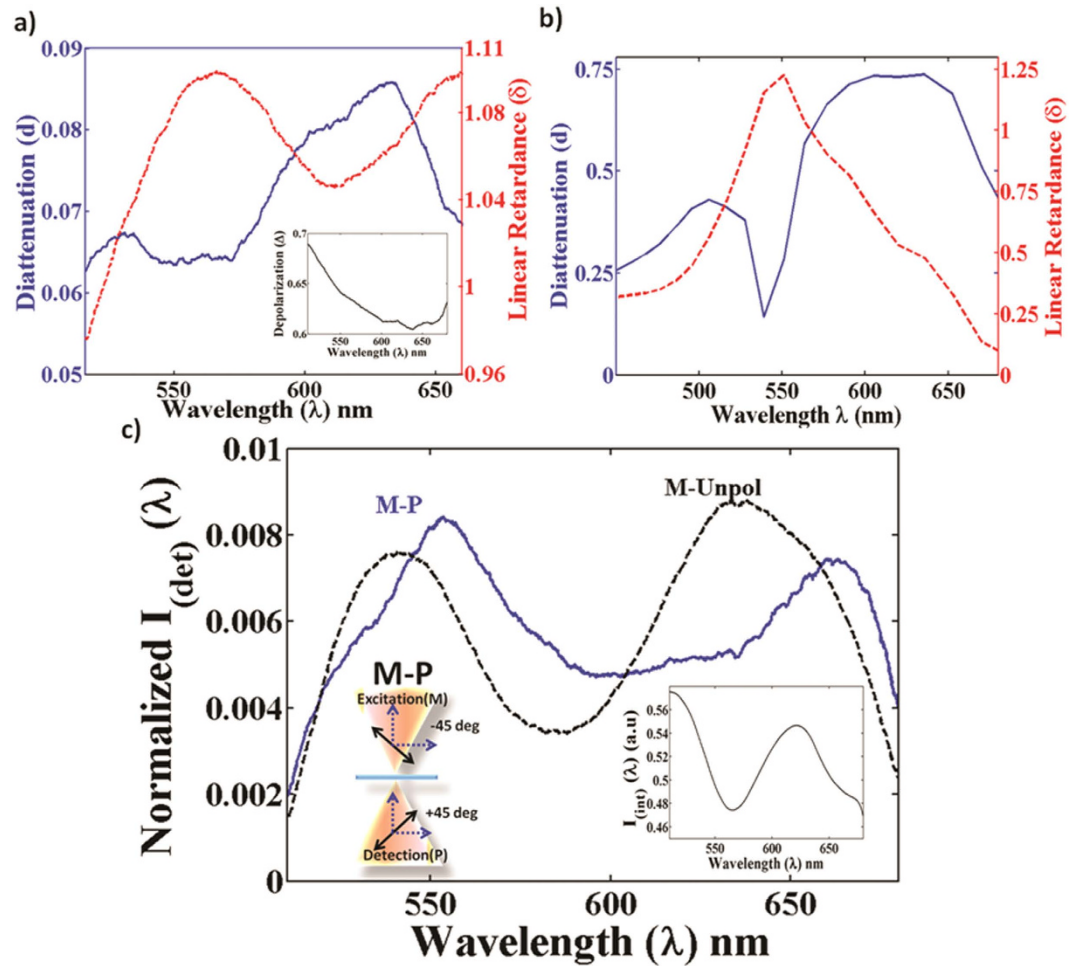 a)
0.09
0.08
0.07
0.06
0.05
Diattenuation (d)
1.11
1.08
1.04
1
0.96
Linear Retardance (δ)
550
600
650
Wavelength (λ) nm
0.7
0.65
0.6
Depolarization (Δ)
550
600
650
Wavelength (λ) nm
b)
0.75
0.5
0.25
0
Diattenuation (d)
1.25
1
0.75
0.5
0.25
0
Linear Retardance (δ)
500
550
600
650
Wavelength λ (nm)
c)
0.01
0.008
0.006
0.004
0.002
0
Normalized I(det) (λ)
M-P
M-Unpol
M-P
Excitation(M)
-45 deg
+45 deg
Detection(P)
0.56
0.54
0.52
0.5
0.48
0.46
I(int) (λ) (a.u)
550
600
650
Wavelength (λ) nm
550
600
650
Wavelength (λ) nm